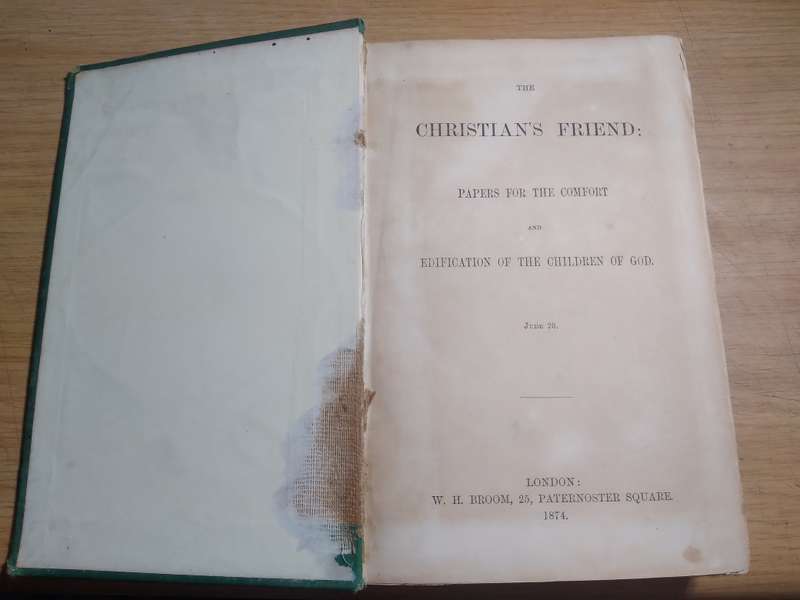 THE
CHRISTIAN'S FRIEND:
PAPERS FOR THE COMFORT
AND
EDIFICATION OF THE CHILDREN OF GOD.
JUDE 20.
LONDON:
W. H. BROOM, 25, PATERNOSTER SQUARE.
1874.